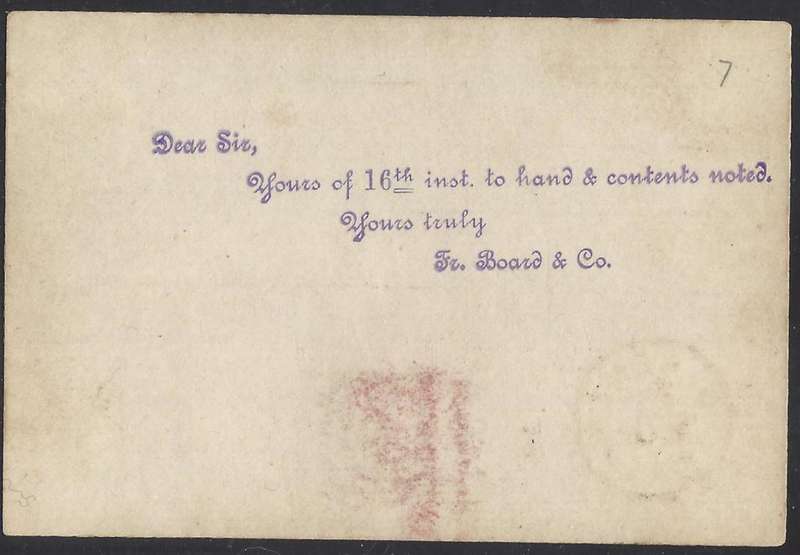 7
Dear Sir,
Yours of 16th inst. to hand & contents noted.
Yours truly
Fr. Board & Co.